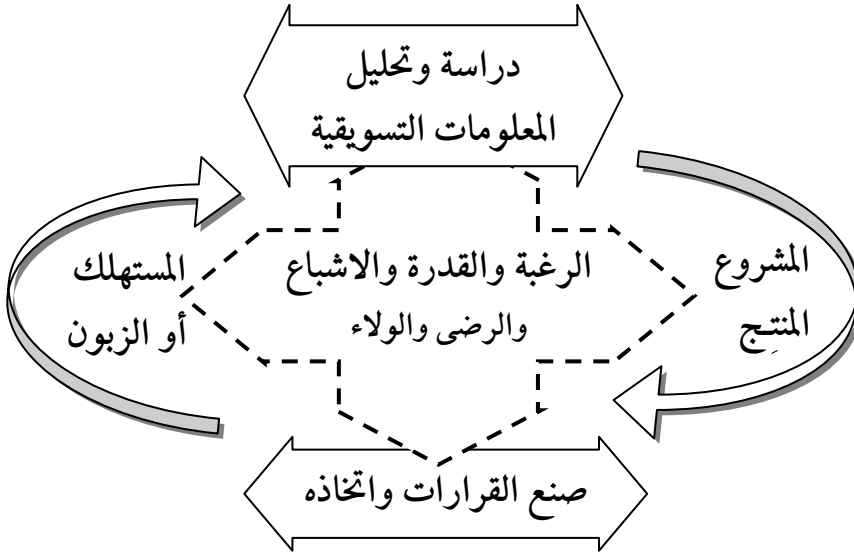 دراسة وتحليل
المعلومات التسويقية
المشروع
المنتِج
الرغبة والقدرة والاشباع
والرضى والولاء
المستهلك
أو الزبون
صنع القرارات واتخاذه